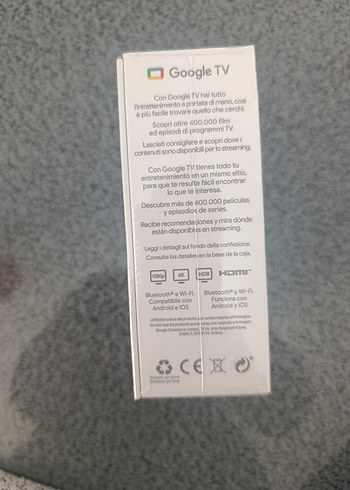 Google TV
Con Google TV hai tutto
l'intrattenimento a portata di mano, così
è più facile trovare quello che cerchi.
Scopri oltre 400.000 film
ed episodi di programmi TV.
Lasciati consigliare e scopri dove i
contenuti sono disponibili per lo streaming.
Con Google TV tienes todo tu
entretenimiento en un mismo sitio,
para que te resulte fácil encontrar
lo que te interesa.
Descubre más de 400.000 películas
y episodios de series.
Recibe recomendaciones y mira dónde
están disponibles en streaming.
Leggi i dettagli sul fondo della confezione.
Consulta los detalles en la base de la caja.
1080p 4K HDR HDMI™
Bluetooth® e Wi-Fi. Bluetooth® y Wi-Fi.
Compatibile con Funciona con
Android e iOS Android y iOS
Google Commerce Limited,
CE